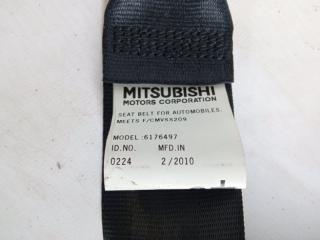 MITSUBISHI
MOTORS CORPORATION
SEAT BELT FOR AUTOMOBILES.
MEETS F/CMVSS209
MODEL :6176497
ID.NO. MFD.IN
0224 2/2010